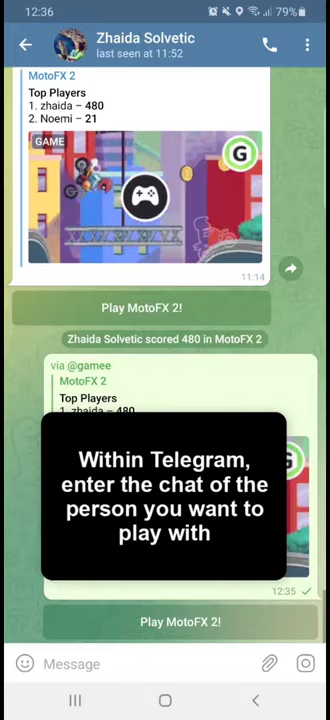 12:36
79%
Zhaida Solvetic
last seen at 11:52
MotoFX 2
Top Players
1. zhaida – 480
2. Noemi – 21
GAME
G
11:14
Play MotoFX 2!
Zhaida Solvetic scored 480 in MotoFX 2
via @gamee
MotoFX 2
Top Players
1. zhaida – 480
Within Telegram,
enter the chat of the
person you want to
play with
12:35
Play MotoFX 2!
Message